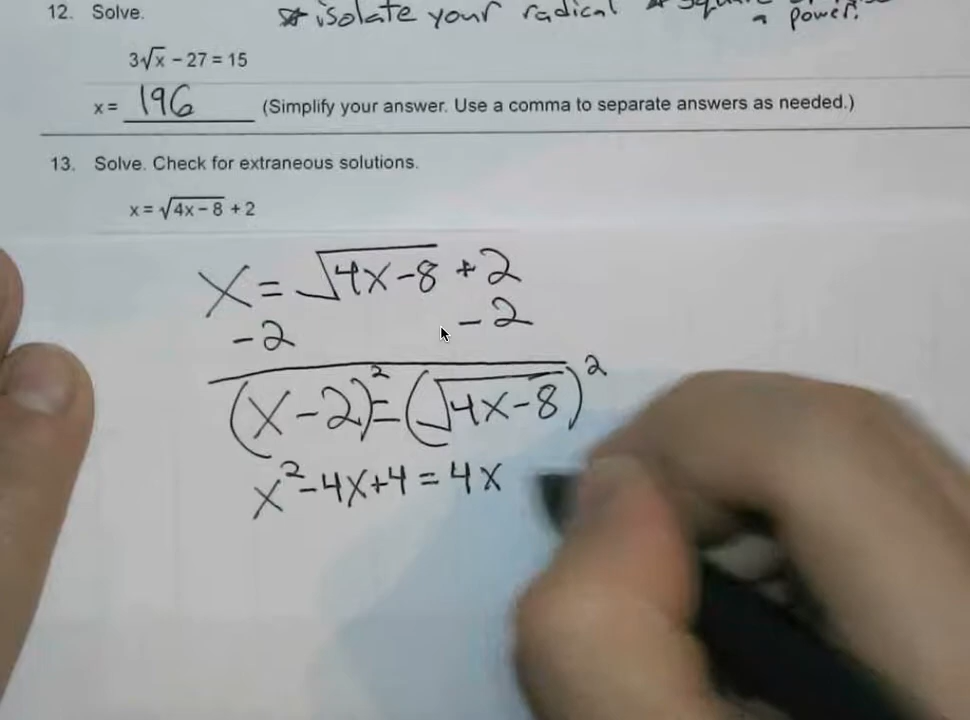 12. Solve. ☆ isolate your radical ☆
a power.
3√x − 27 = 15
x = 196 (Simplify your answer. Use a comma to separate answers as needed.)
13. Solve. Check for extraneous solutions.
x = √4x − 8 + 2
x = √4x-8 + 2
-2 -2
(x-2)² = (√4x-8)²
x²-4x+4 = 4x